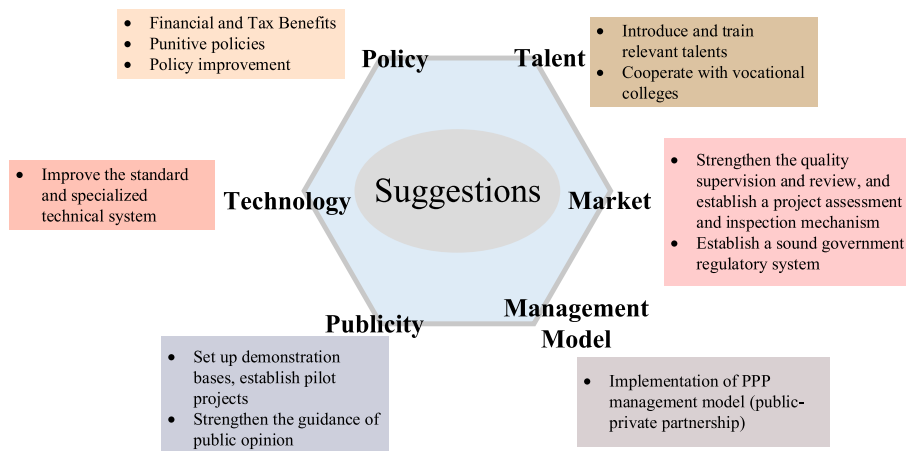 • Financial and Tax Benefits
• Punitive policies
• Policy improvement
Policy
Talent
• Introduce and train
relevant talents
• Cooperate with vocational
colleges
• Improve the standard
and specialized
technical system
Technology
Suggestions
Market
• Strengthen the quality
supervision and review, and
establish a project assessment
and inspection mechanism
• Establish a sound government
regulatory system
Publicity
Management
Model
• Set up demonstration
bases, establish pilot
projects
• Strengthen the guidance of
public opinion
• Implementation of PPP
management model (public-
private partnership)